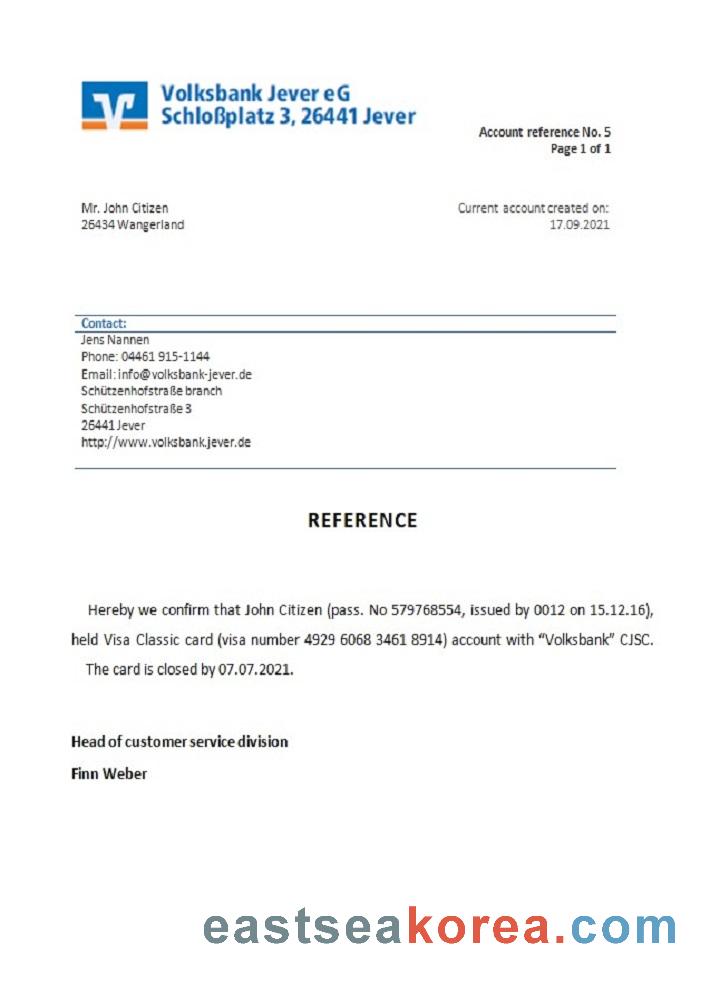 Volksbank Jever eG
Schloßplatz 3, 26441 Jever
Account reference No. 5
Page 1 of 1
Mr. John Citizen
26434 Wangerland
Current account created on:
17.09.2021
Contact:
Jens Nannen
Phone: 04461 915-1144
Email: info@volksbank-jever.de
Schützenhofstraße branch
Schützenhofstraße 3
26441 Jever
http://www.volksbank.jever.de
REFERENCE
Hereby we confirm that John Citizen (pass. No 579768554, issued by 0012 on 15.12.16),
held Visa Classic card (visa number 4929 6068 3461 8914) account with “Volksbank” CJSC.
The card is closed by 07.07.2021.
Head of customer service division
Finn Weber
eastseakorea.com